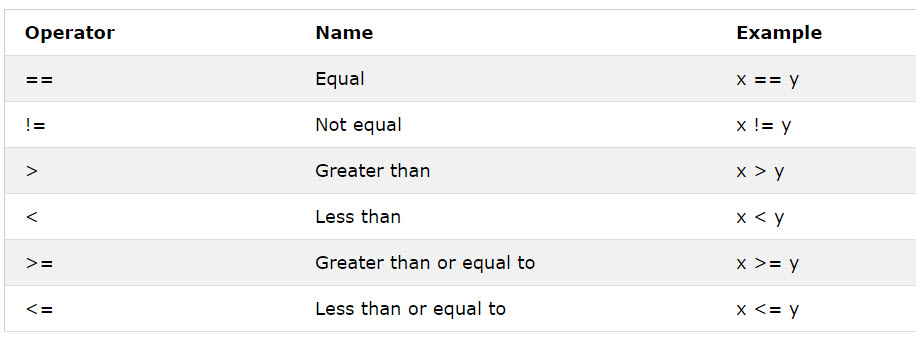 Operator Name Example
== Equal x == y
!= Not equal x != y
> Greater than x > y
< Less than x < y
>= Greater than or equal to x >= y
<= Less than or equal to x <= y